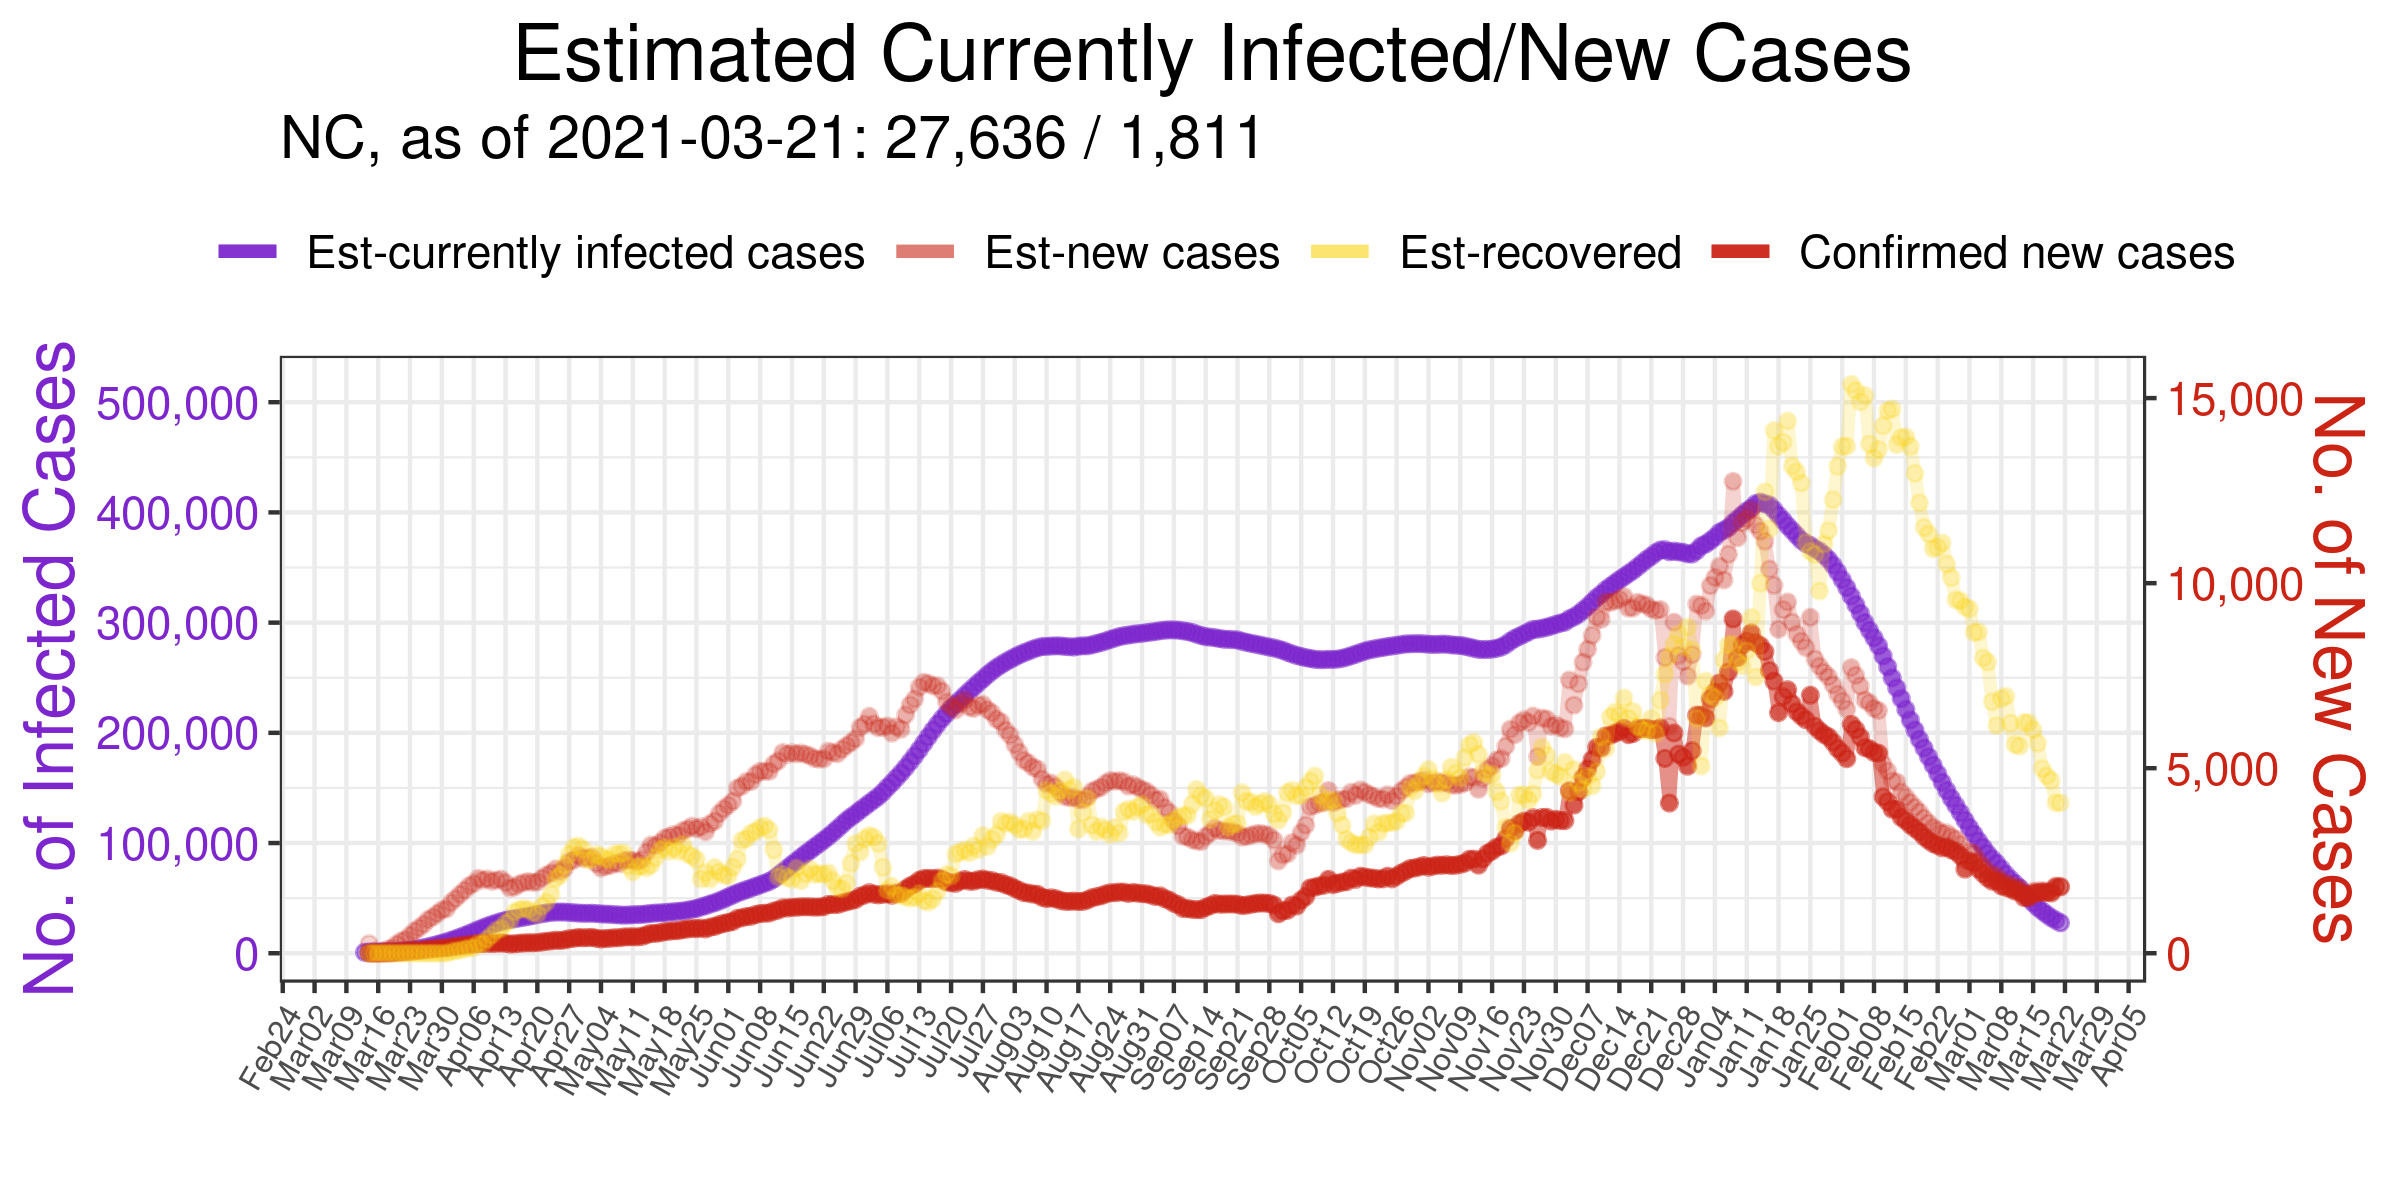 Estimated Currently Infected/New Cases
NC, as of 2021-03-21: 27,636 / 1,811
Est-currently infected cases Est-new cases Est-recovered Confirmed new cases
No. of Infected Cases
500,000
400,000
300,000
200,000
100,000
0
15,000
10,000
5,000
0
No. of New Cases
Feb24 Mar02 Mar09 Mar16 Mar23 Mar30 Apr06 Apr13 Apr20 Apr27 May04 May11 May18 May25 Jun01 Jun08 Jun15 Jun22 Jun29 Jul06 Jul13 Jul20 Jul27 Aug03 Aug10 Aug17 Aug24 Aug31 Sep07 Sep14 Sep21 Sep28 Oct05 Oct12 Oct19 Oct26 Nov02 Nov09 Nov16 Nov23 Nov30 Dec07 Dec14 Dec21 Dec28 Jan04 Jan11 Jan18 Jan25 Feb01 Feb08 Feb15 Feb22 Mar01 Mar08 Mar15 Mar22 Mar29 Apr05